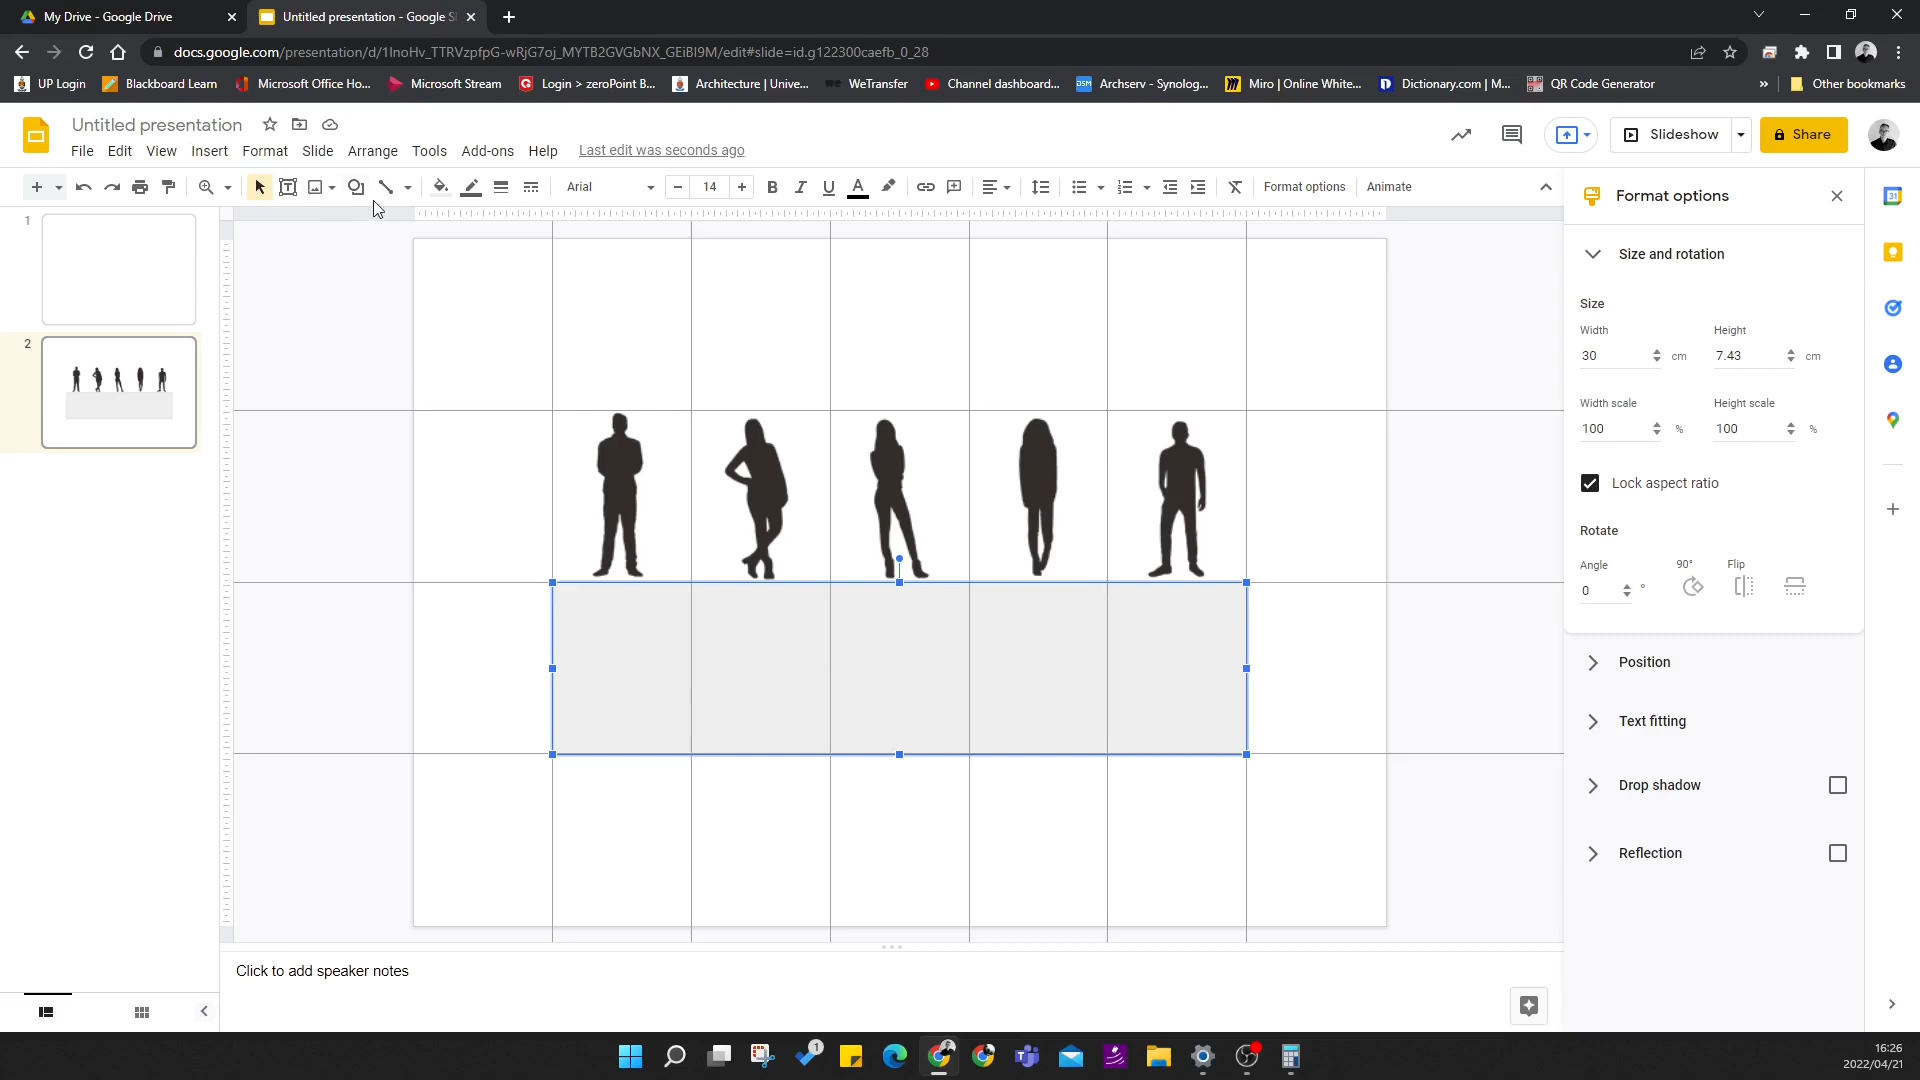 My Drive - Google Drive
Untitled presentation - Google Sl
docs.google.com/presentation/d/1lnoHv_TTRVzpfpG-wRjG7oj_MYTB2GVGbNX_GEiBI9M/edit#slide=id.g122300caefb_0_28
UP Login
Blackboard Learn
Microsoft Office Ho...
Microsoft Stream
Login > zeroPoint B...
Architecture | Unive...
WeTransfer
Channel dashboard...
Archserv - Synolog...
Miro | Online White...
Dictionary.com | M...
QR Code Generator
»
Other bookmarks
Untitled presentation
File Edit View Insert Format Slide Arrange Tools Add-ons Help Last edit was seconds ago
Slideshow
Share
Arial
14
Format options
Animate
1
2
Format options
Size and rotation
Size
Width Height
30 cm 7.43 cm
Width scale Height scale
100 % 100 %
Lock aspect ratio
Rotate
Angle 90° Flip
0 °
Position
Text fitting
Drop shadow
Reflection
31
Click to add speaker notes
1
16:26
2022/04/21